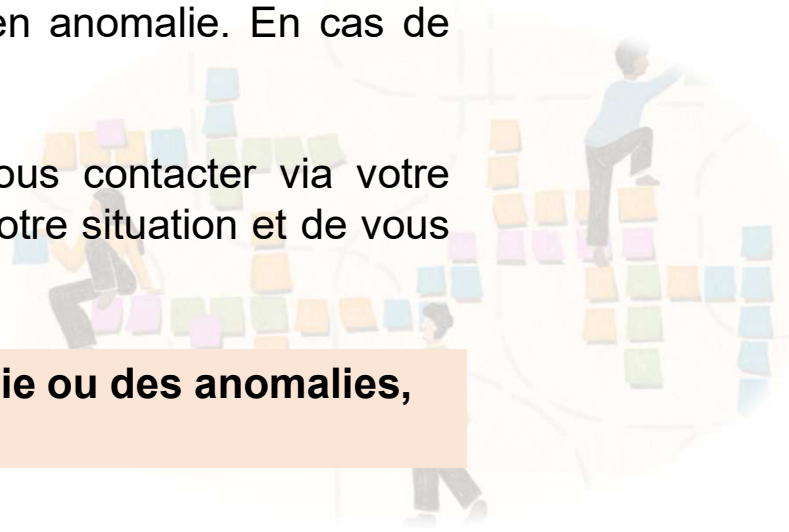 en anomalie. En cas de
ous contacter via votre
otre situation et de vous
ie ou des anomalies,